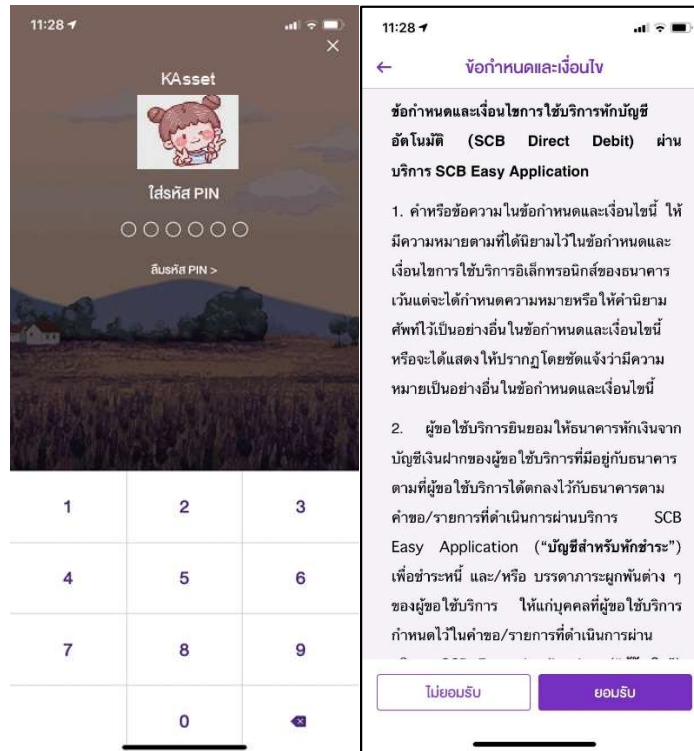 11:28
KAsset
ใส่รหัส PIN
ลืมรหัส PIN >
1 2 3
4 5 6
7 8 9
0
11:28
← ข้อกำหนดและเงื่อนไข
ข้อกำหนดและเงื่อนไขการใช้บริการหักบัญชี
อัตโนมัติ (SCB Direct Debit) ผ่าน
บริการ SCB Easy Application
1. คำหรือข้อความในข้อกำหนดและเงื่อนไขนี้ ให้
มีความหมายตามที่ได้นิยามไว้ในข้อกำหนดและ
เงื่อนไขการใช้บริการอิเล็กทรอนิกส์ของธนาคาร
เว้นแต่จะได้กำหนดความหมายหรือให้คำนิยาม
ศัพท์ไว้เป็นอย่างอื่นในข้อกำหนดและเงื่อนไขนี้
หรือจะได้แสดงให้ปรากฏโดยชัดแจ้งว่ามีความ
หมายเป็นอย่างอื่นในข้อกำหนดและเงื่อนไขนี้
2. ผู้ขอใช้บริการยินยอมให้ธนาคารหักเงินจาก
บัญชีเงินฝากของผู้ขอใช้บริการที่มีอยู่กับธนาคาร
ตามที่ผู้ขอใช้บริการได้ตกลงไว้กับธนาคารตาม
คำขอ/รายการที่ดำเนินการผ่านบริการ SCB
Easy Application (“บัญชีสำหรับหักชำระ”)
เพื่อชำระหนี้ และ/หรือ บรรดาภาระผูกพันต่าง ๆ
ของผู้ขอใช้บริการ ให้แก่บุคคลที่ผู้ขอใช้บริการ
กำหนดไว้ในคำขอ/รายการที่ดำเนินการผ่าน
ไม่ยอมรับ ยอมรับ